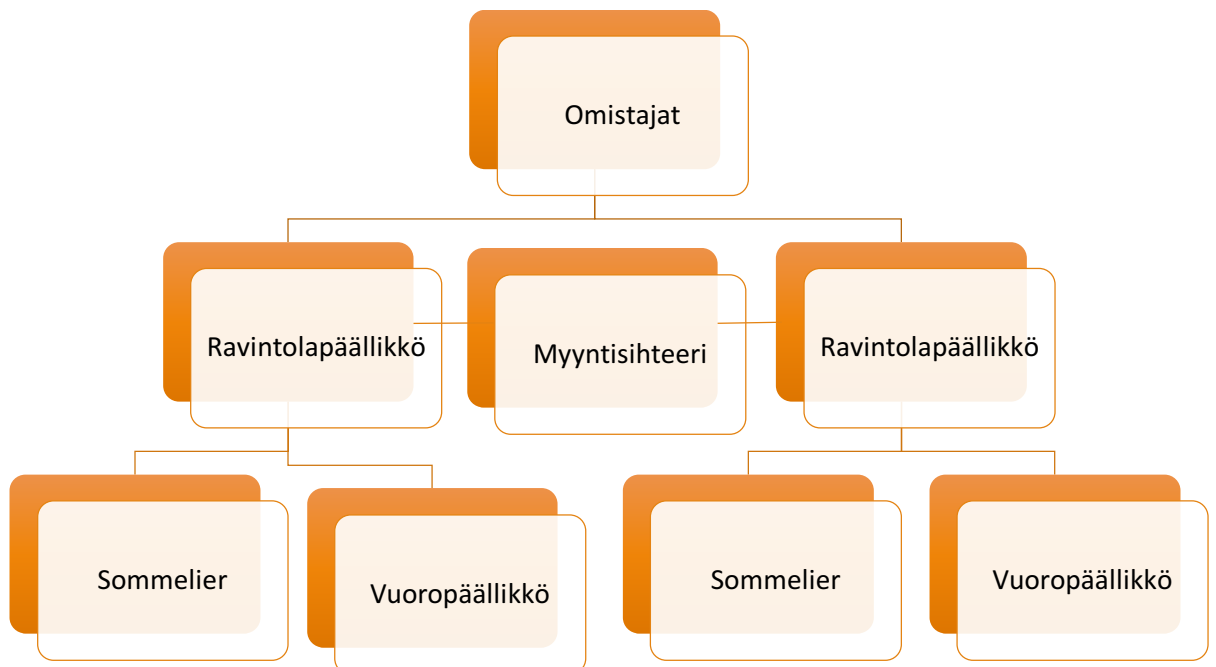 Omistajat
Ravintolapäällikkö
Myyntisihteeri
Ravintolapäällikkö
Sommelier
Vuoropäällikkö
Sommelier
Vuoropäällikkö